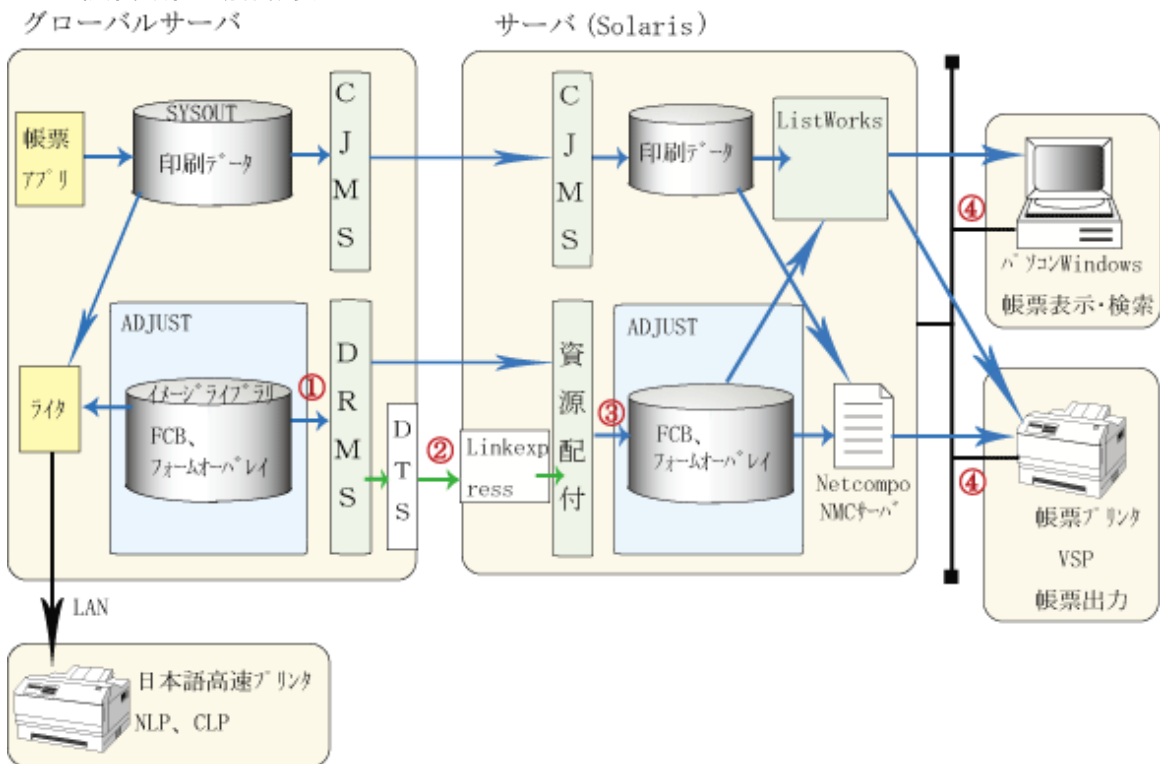 グローバルサーバ
サーバ(Solaris)
帳票
アプリ
SYSOUT
印刷データ
C
J
M
S
C
J
M
S
印刷データ
ListWorks
④
パソコンWindows
帳票表示・検索
ADJUST
イメージライブラリ
FCB、
フォームオーバレイ
ライタ
①
D
R
M
S
D
T
S
②
Linkexp
ress
資
源
配
付
③
ADJUST
FCB、
フォームオーバレイ
Netcompo
NMCサーバ
④
帳票プリンタ
VSP
帳票出力
LAN
日本語高速プリンタ
NLP、CLP